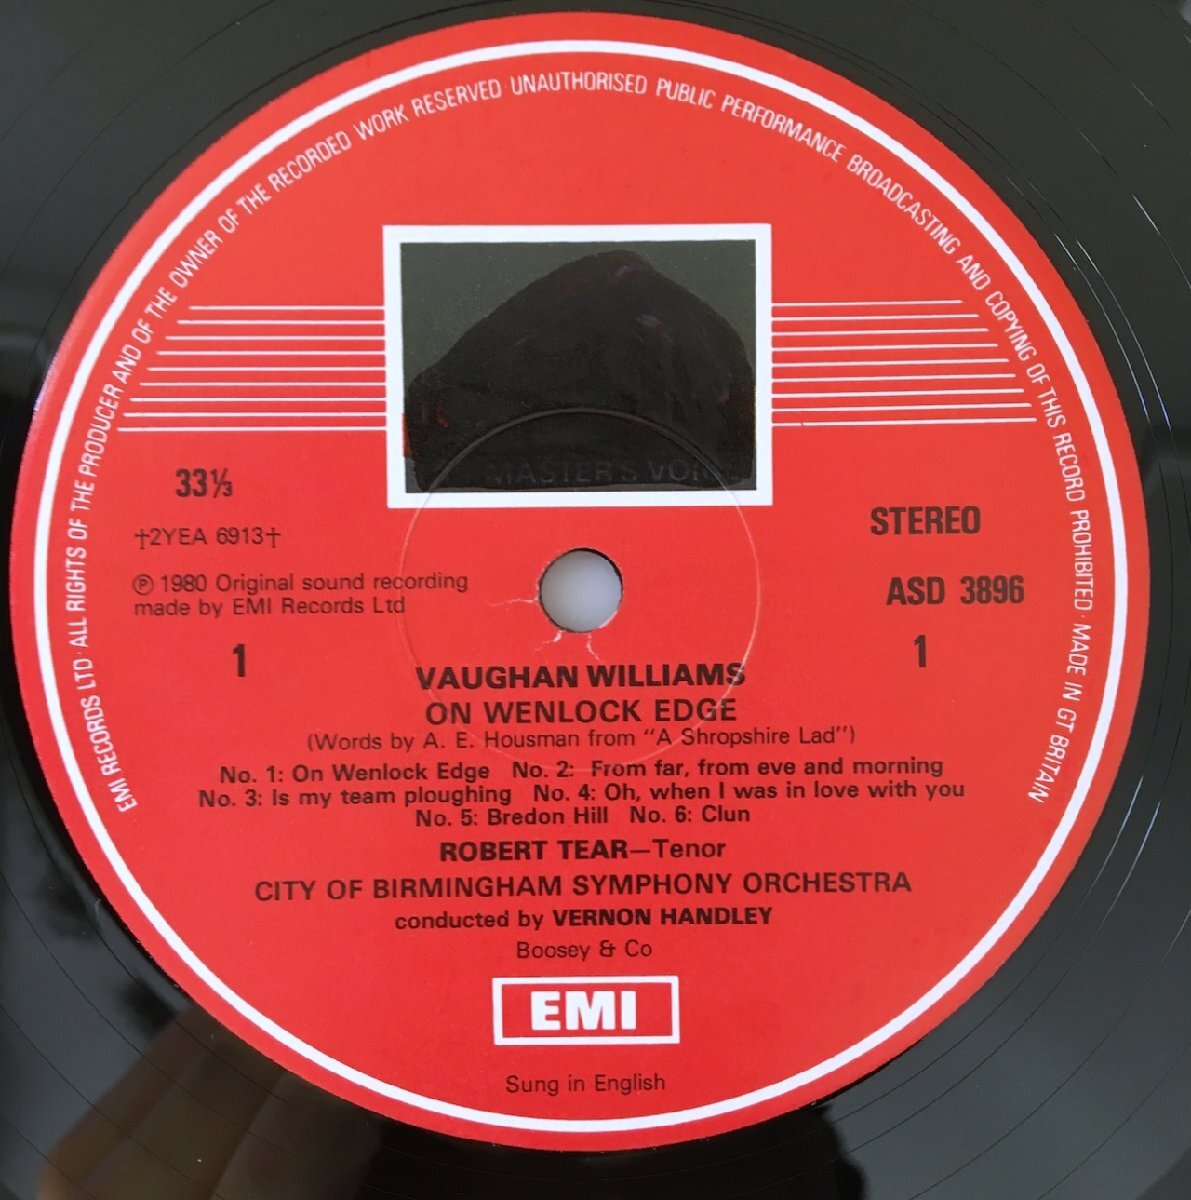 EMI RECORDS LTD· ALL RIGHTS OF THE PRODUCER AND OF THE OWNER OF THE RECORDED WORK RESERVED UNAUTHORISED PUBLIC PERFORMANCE BROADCASTING AND COPYING OF THIS RECORD PROHIBITED· MADE IN GT BRITAIN
MASTER'S
33⅓
†2YEA 6913†
STEREO
℗ 1980 Original sound recording
made by EMI Records Ltd
ASD 3896
1
1
VAUGHAN WILLIAMS
ON WENLOCK EDGE
(Words by A. E. Housman from "A Shropshire Lad")
No. 1: On Wenlock Edge No. 2: From far, from eve and morning
No. 3: Is my team ploughing No. 4: Oh, when I was in love with you
No. 5: Bredon Hill No. 6: Clun
ROBERT TEAR—Tenor
CITY OF BIRMINGHAM SYMPHONY ORCHESTRA
conducted by VERNON HANDLEY
Boosey & Co
EMI
Sung in English